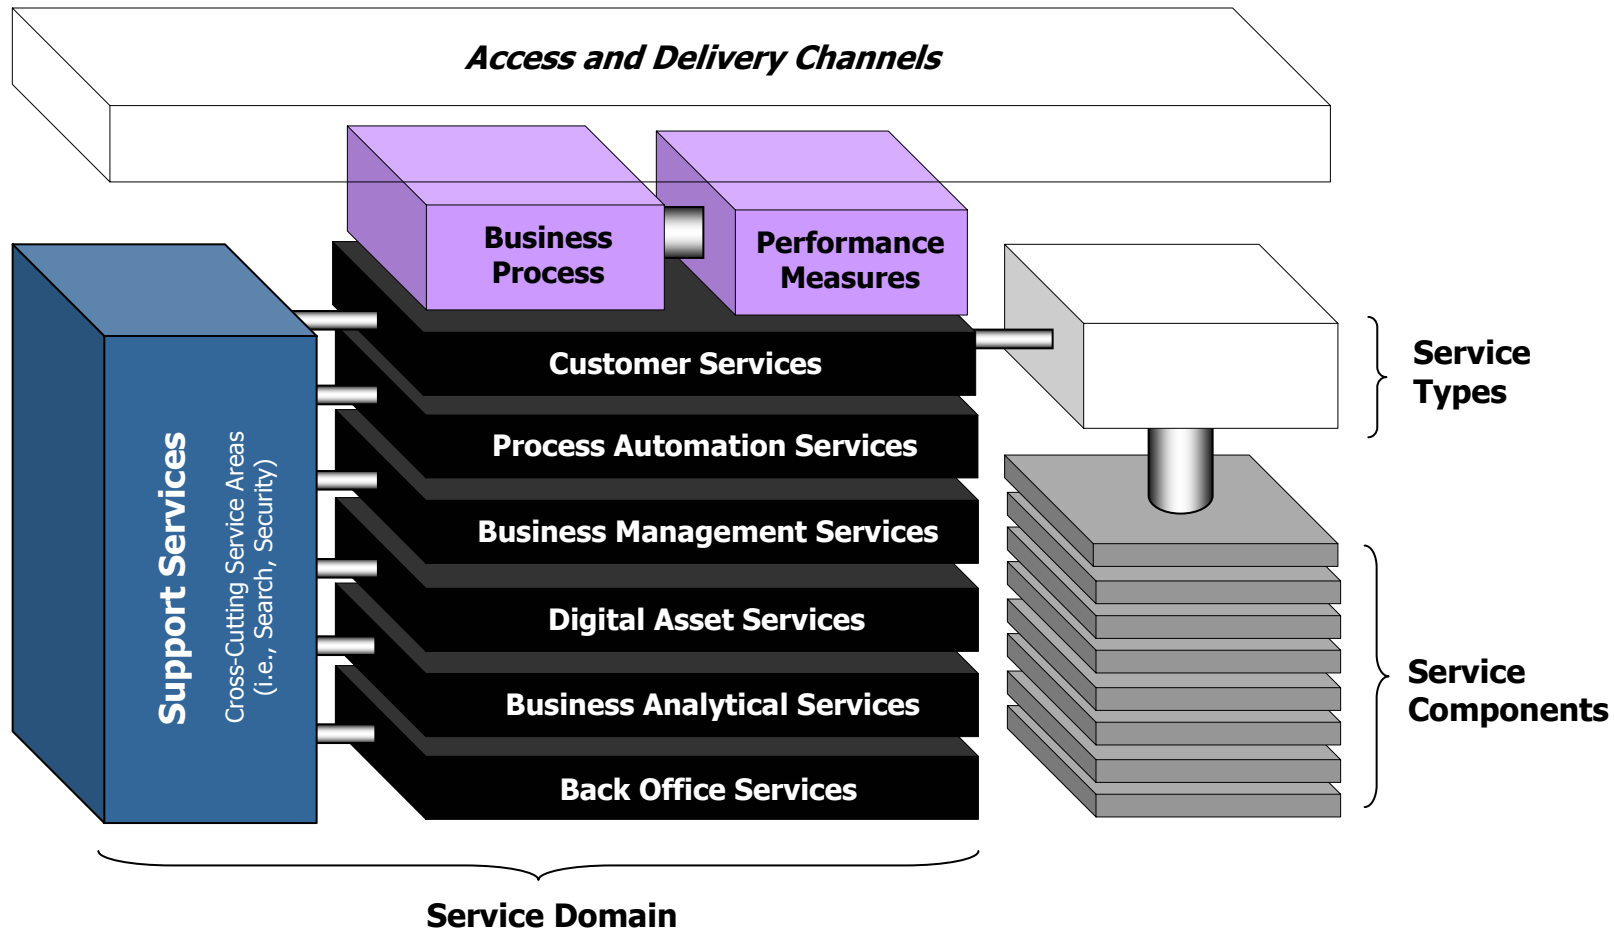 Access and Delivery Channels
Business
Process
Performance
Measures
Customer Services
Process Automation Services
Business Management Services
Digital Asset Services
Business Analytical Services
Back Office Services
Support Services
Cross-Cutting Service Areas
(i.e., Search, Security)
Service
Types
Service
Components
Service Domain